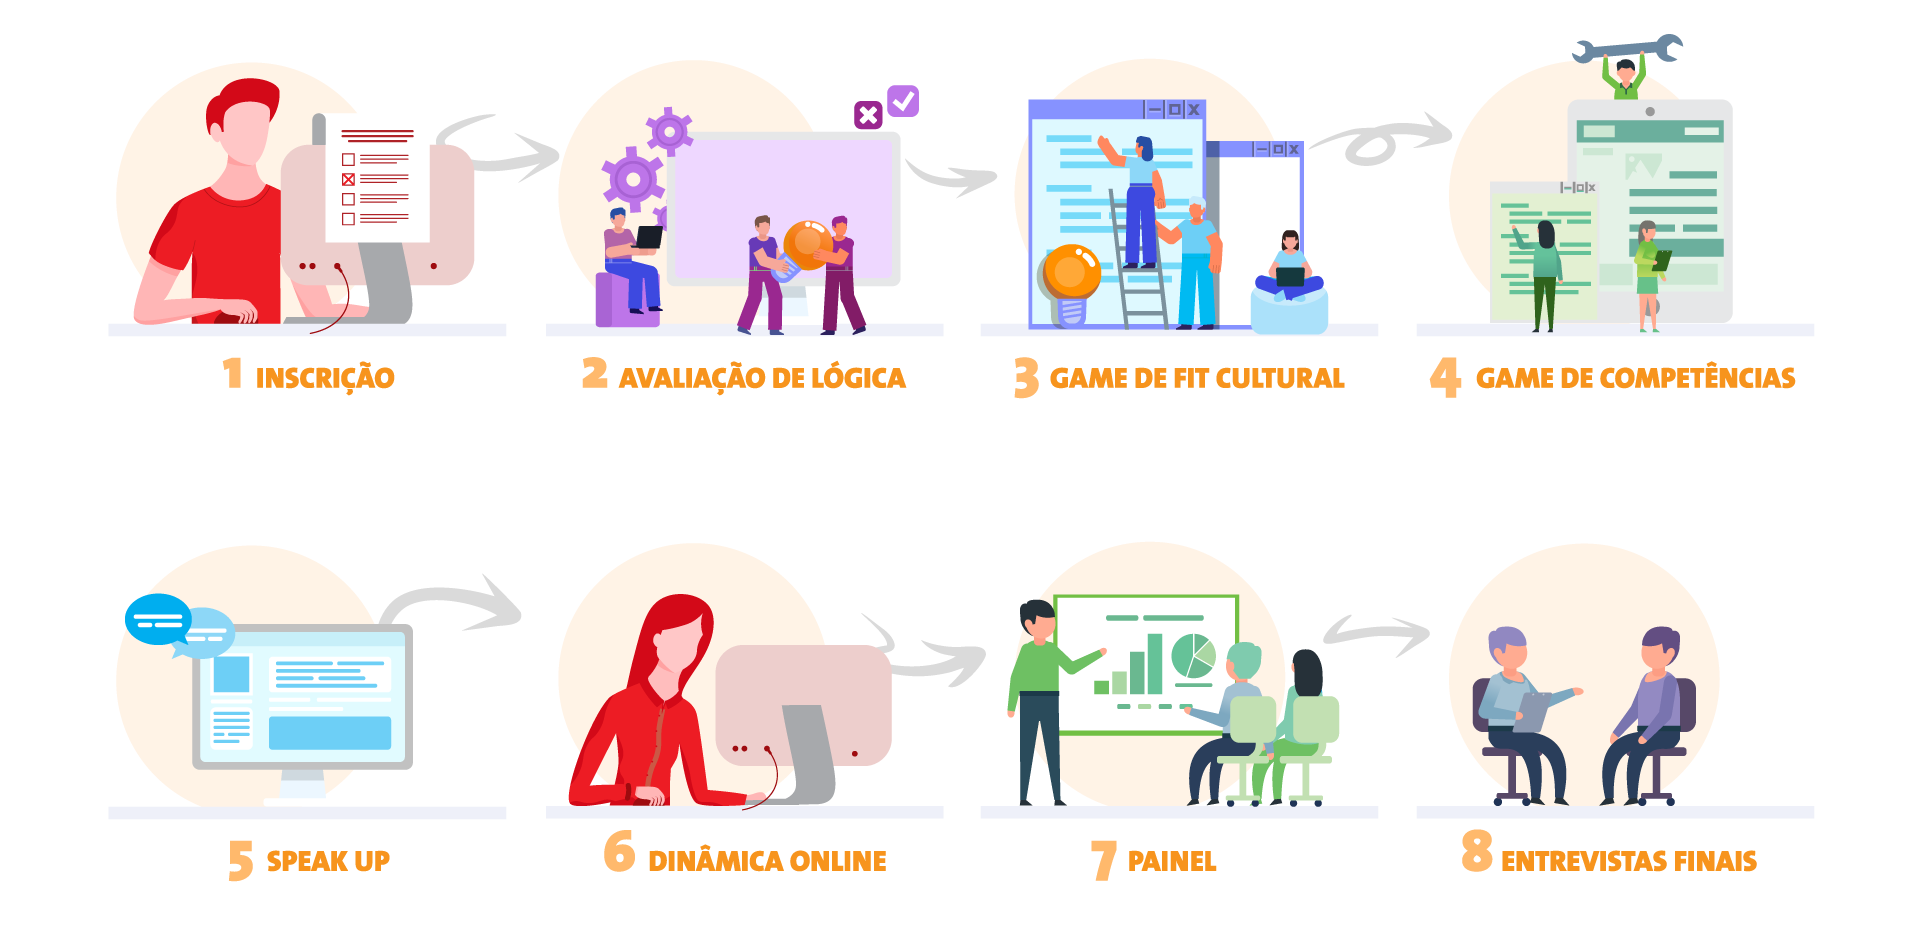 1 INSCRIÇÃO
2 AVALIAÇÃO DE LÓGICA
3 GAME DE FIT CULTURAL
4 GAME DE COMPETÊNCIAS
5 SPEAK UP
6 DINÂMICA ONLINE
7 PAINEL
8 ENTREVISTAS FINAIS